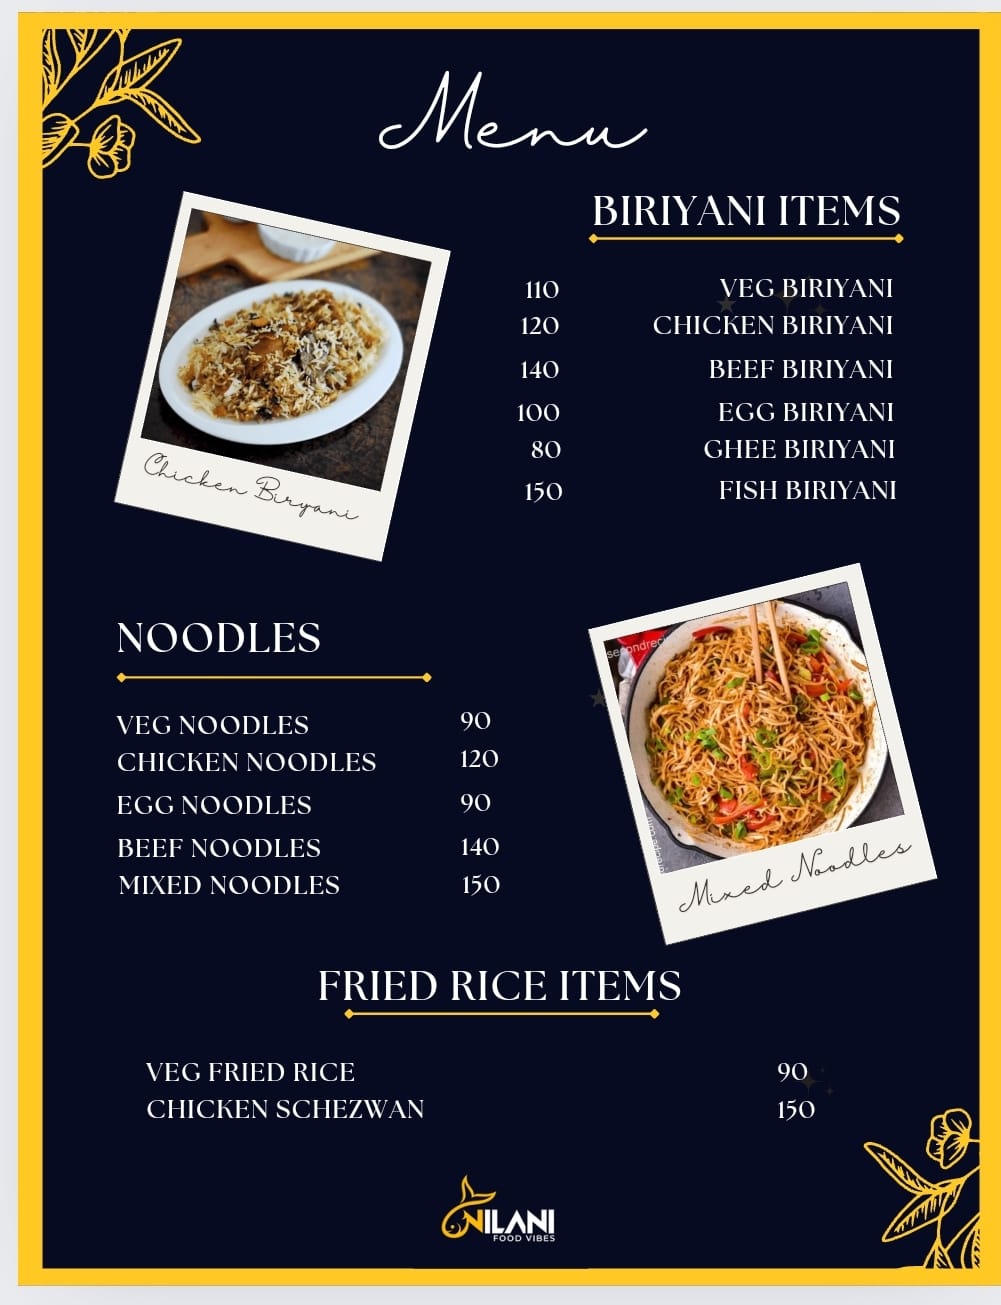 Menu
BIRIYANI ITEMS
110 VEG BIRIYANI
120 CHICKEN BIRIYANI
140 BEEF BIRIYANI
100 EGG BIRIYANI
80 GHEE BIRIYANI
150 FISH BIRIYANI
Chicken Biryani
NOODLES
VEG NOODLES 90
CHICKEN NOODLES 120
EGG NOODLES 90
BEEF NOODLES 140
MIXED NOODLES 150
Mixed Noodles
FRIED RICE ITEMS
VEG FRIED RICE 90
CHICKEN SCHEZWAN 150
NILANI
FOOD VIBES